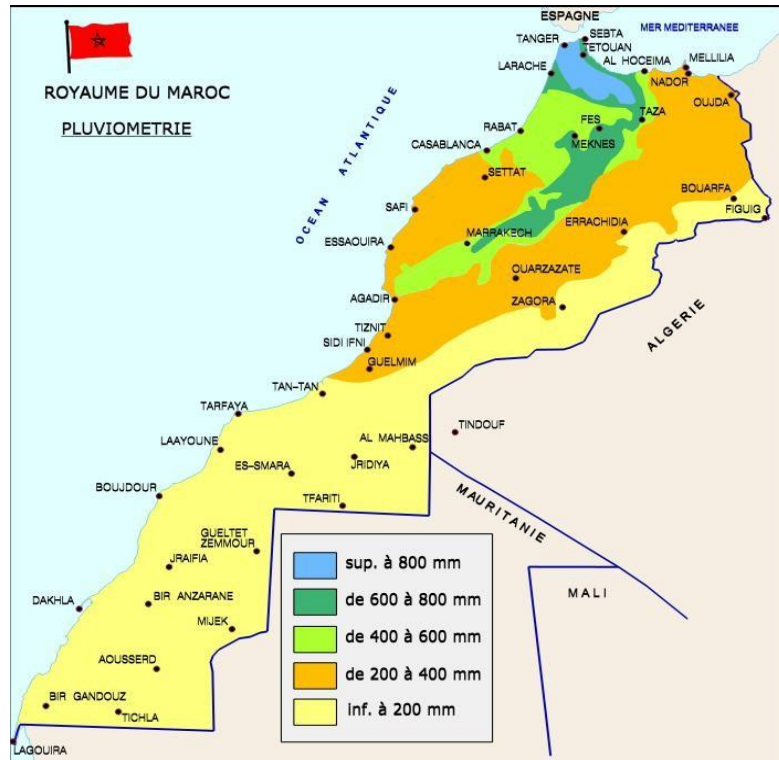 ESPAGNE
SEBTA
MER MEDITERRANEE
TANGER
TETOUAN
AL HOCEIMA
MELLILIA
LARACHE
NADOR
OUJDA
ROYAUME DU MAROC
PLUVIOMETRIE
TAZA
FES
RABAT
MEKNES
CASABLANCA
SETTAT
OCEAN ATLANTIQUE
BOUARFA
FIGUIG
SAFI
ERRACHIDIA
MARRAKECH
ESSAOUIRA
OUARZAZATE
AGADIR
ZAGORA
ALGERIE
TIZNIT
SIDI IFNI
GUELMIM
TAN-TAN
TARFAYA
TINDOUF
AL MAHBASS
LAAYOUNE
JRIDIYA
ES-SMARA
BOUJDOUR
TFARITI
MAURITANIE
GUELTET
ZEMMOUR
JRAIFIA
sup. à 800 mm
MALI
DAKHLA
BIR ANZARANE
de 600 à 800 mm
MIJEK
de 400 à 600 mm
AOUSSERD
de 200 à 400 mm
BIR GANDOUZ
TICHLA
inf. à 200 mm
LAGOUIRA